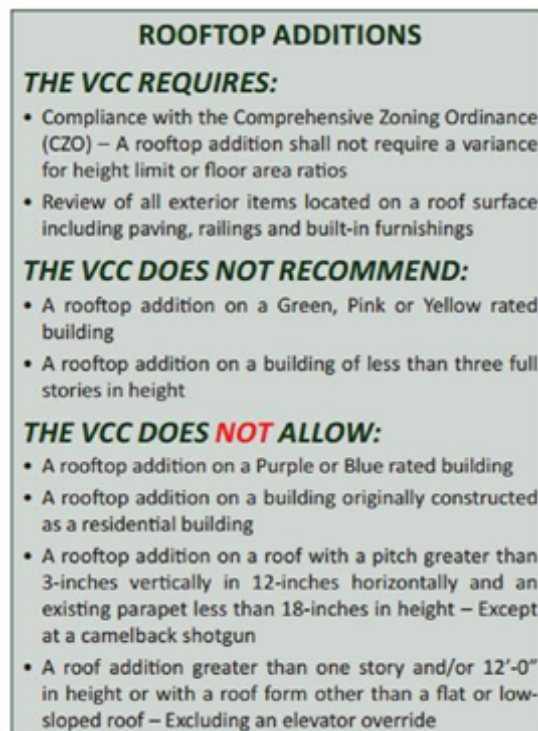 ROOFTOP ADDITIONS
THE VCC REQUIRES:
• Compliance with the Comprehensive Zoning Ordinance
(CZO) – A rooftop addition shall not require a variance
for height limit or floor area ratios
• Review of all exterior items located on a roof surface
including paving, railings and built-in furnishings
THE VCC DOES NOT RECOMMEND:
• A rooftop addition on a Green, Pink or Yellow rated
building
• A rooftop addition on a building of less than three full
stories in height
THE VCC DOES NOT ALLOW:
• A rooftop addition on a Purple or Blue rated building
• A rooftop addition on a building originally constructed
as a residential building
• A rooftop addition on a roof with a pitch greater than
3-inches vertically in 12-inches horizontally and an
existing parapet less than 18-inches in height – Except
at a camelback shotgun
• A roof addition greater than one story and/or 12’-0”
in height or with a roof form other than a flat or low-
sloped roof – Excluding an elevator override